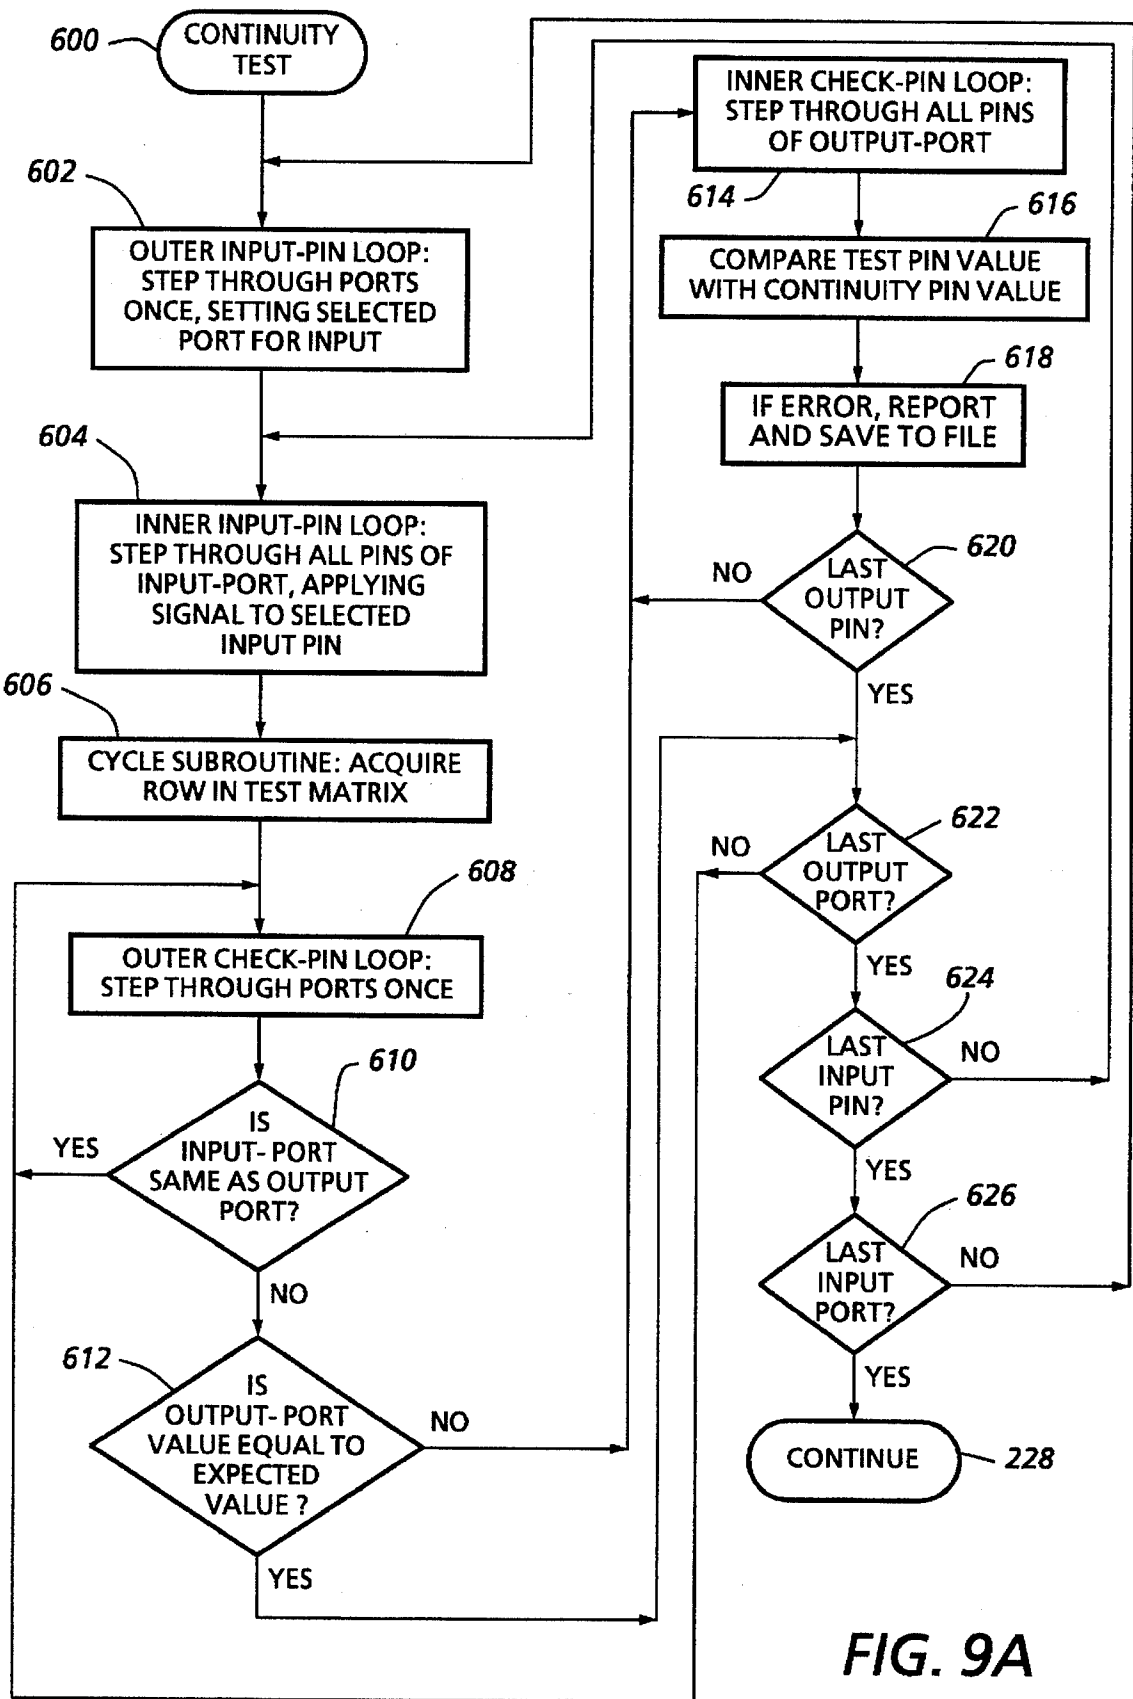 600
CONTINUITY
TEST
602
OUTER INPUT-PIN LOOP:
STEP THROUGH PORTS
ONCE, SETTING SELECTED
PORT FOR INPUT
604
INNER INPUT-PIN LOOP:
STEP THROUGH ALL PINS OF
INPUT-PORT, APPLYING
SIGNAL TO SELECTED
INPUT PIN
606
CYCLE SUBROUTINE: ACQUIRE
ROW IN TEST MATRIX
608
OUTER CHECK-PIN LOOP:
STEP THROUGH PORTS ONCE
610
IS
INPUT-PORT
SAME AS OUTPUT
PORT?
YES
NO
612
IS
OUTPUT-PORT
VALUE EQUAL TO
EXPECTED
VALUE ?
NO
YES
INNER CHECK-PIN LOOP:
STEP THROUGH ALL PINS
OF OUTPUT-PORT
614
616
COMPARE TEST PIN VALUE
WITH CONTINUITY PIN VALUE
618
IF ERROR, REPORT
AND SAVE TO FILE
620
LAST
OUTPUT
PIN?
NO
YES
622
LAST
OUTPUT
PORT?
NO
YES
624
LAST
INPUT
PIN?
NO
YES
626
LAST
INPUT
PORT?
NO
YES
CONTINUE
228
FIG. 9A